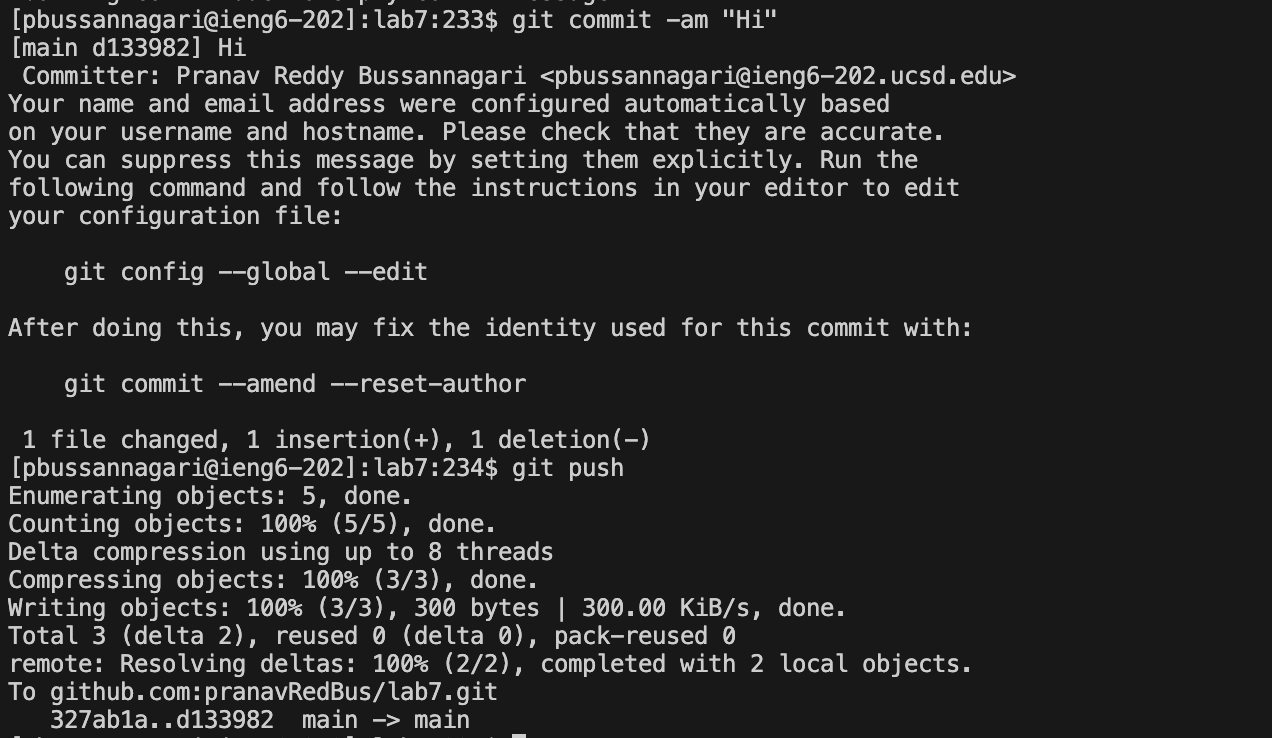 [pbussannagari@ieng6-202]:lab7:233$ git commit -am "Hi"
[main d133982] Hi
 Committer: Pranav Reddy Bussannagari <pbussannagari@ieng6-202.ucsd.edu>
Your name and email address were configured automatically based
on your username and hostname. Please check that they are accurate.
You can suppress this message by setting them explicitly. Run the
following command and follow the instructions in your editor to edit
your configuration file:

    git config --global --edit

After doing this, you may fix the identity used for this commit with:

    git commit --amend --reset-author

 1 file changed, 1 insertion(+), 1 deletion(-)
[pbussannagari@ieng6-202]:lab7:234$ git push
Enumerating objects: 5, done.
Counting objects: 100% (5/5), done.
Delta compression using up to 8 threads
Compressing objects: 100% (3/3), done.
Writing objects: 100% (3/3), 300 bytes | 300.00 KiB/s, done.
Total 3 (delta 2), reused 0 (delta 0), pack-reused 0
remote: Resolving deltas: 100% (2/2), completed with 2 local objects.
To github.com:pranavRedBus/lab7.git
   327ab1a..d133982  main -> main